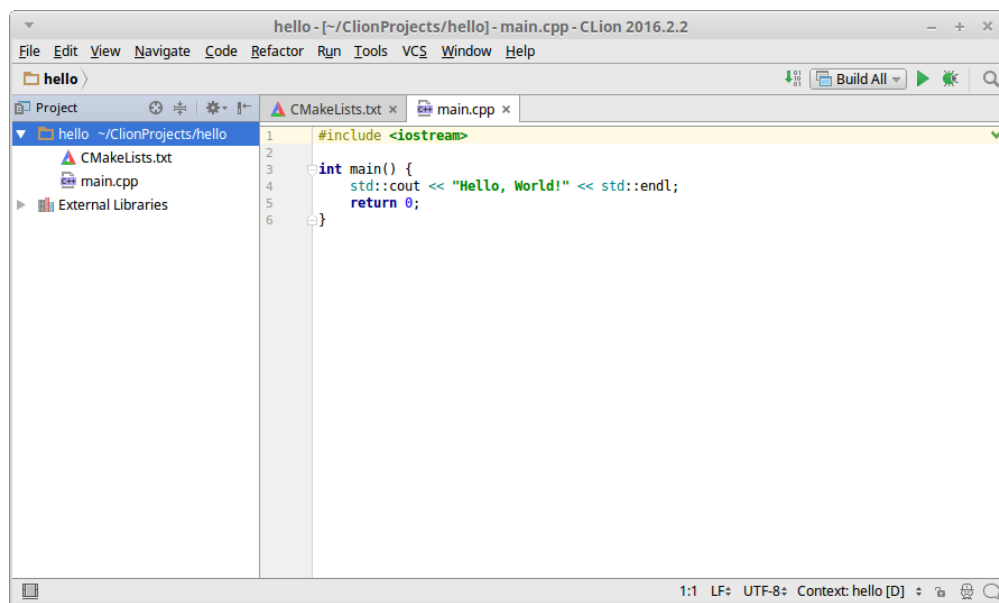 hello - [~/ClionProjects/hello] - main.cpp - CLion 2016.2.2
File Edit View Navigate Code Refactor Run Tools VCS Window Help
hello
Build All
Project
CMakeLists.txt
main.cpp
hello ~/ClionProjects/hello
CMakeLists.txt
main.cpp
External Libraries
1 #include <iostream>
2
3 int main() {
4 std::cout << "Hello, World!" << std::endl;
5 return 0;
6 }
1:1 LF UTF-8 Context: hello [D]